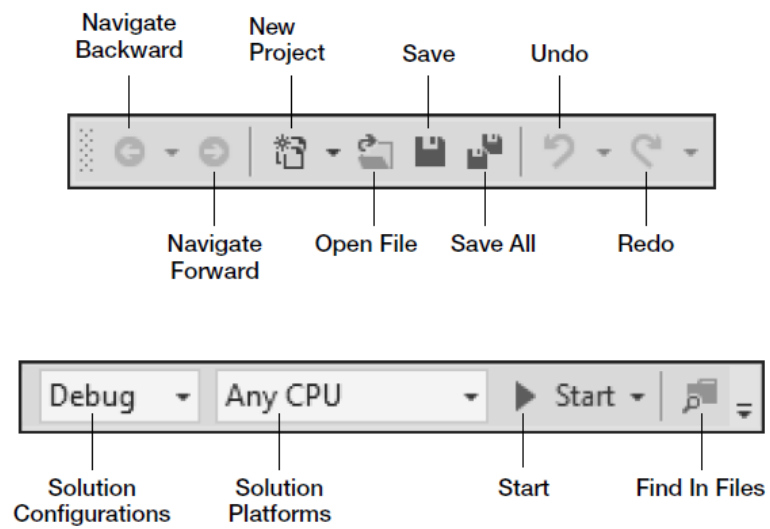 Navigate
Backward
New
Project
Save
Undo
Navigate
Forward
Open File
Save All
Redo
Debug
Any CPU
Start
Solution
Configurations
Solution
Platforms
Start
Find In Files